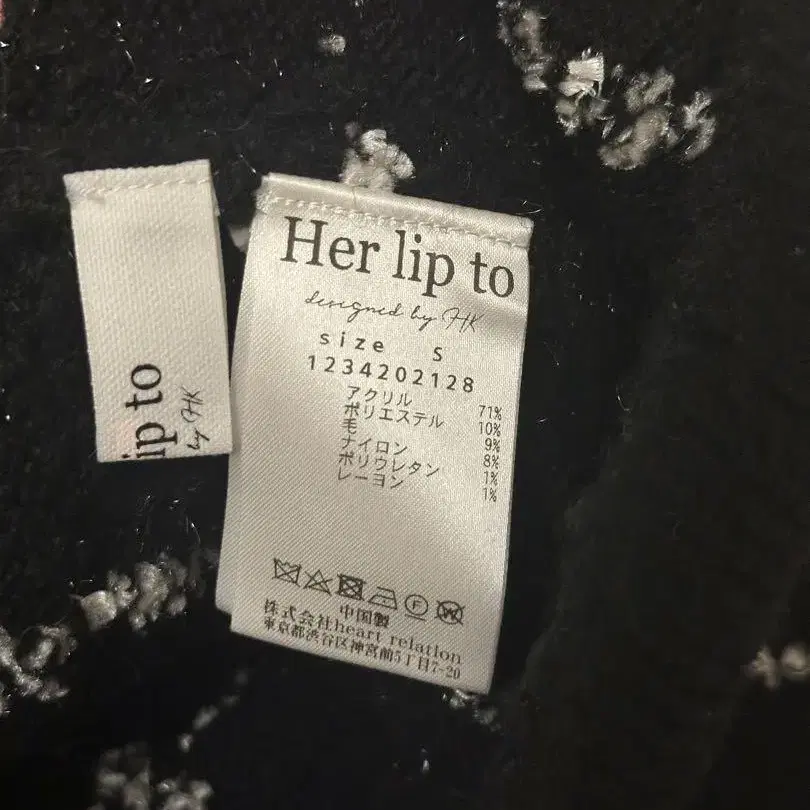 ip to
by HK
Her lip to
designed by HK
size S
1234202128
アクリル 71%
ポリエステル 10%
毛 9%
ナイロン 8%
ポリウレタン 1%
レーヨン 1%
F
W
中国製
株式会社heart relation
東京都渋谷区神宮前5丁目7-20